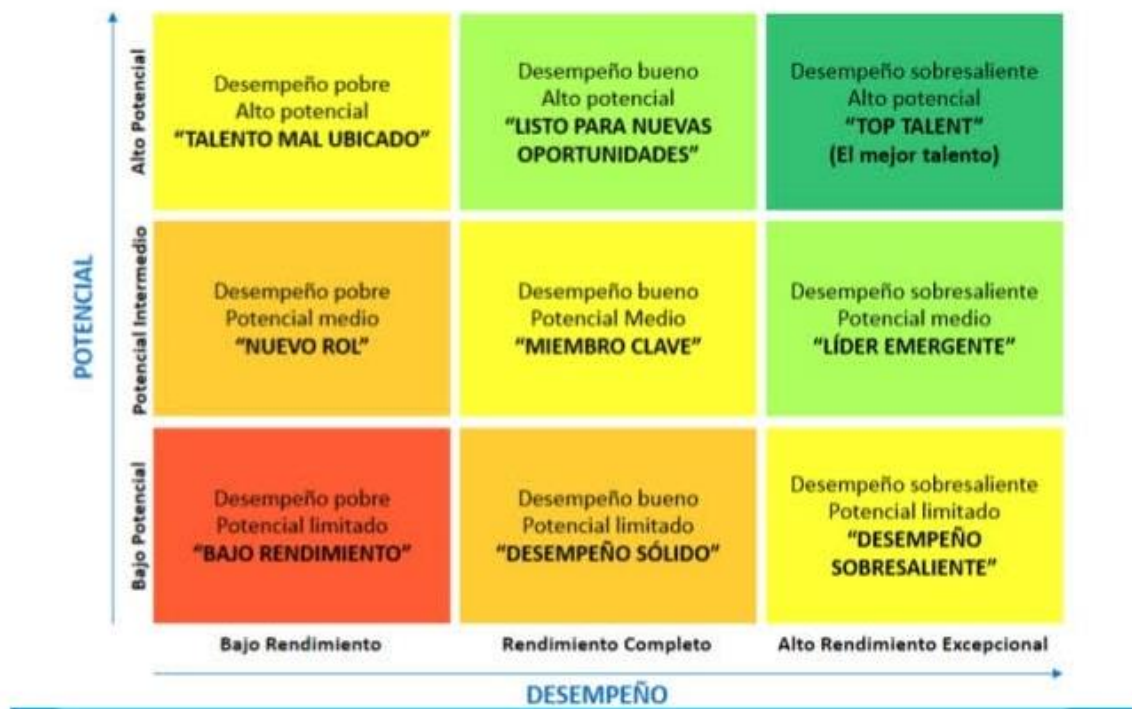 POTENCIAL
Alto Potencial
Desempeño pobre
Alto potencial
“TALENTO MAL UBICADO”
Desempeño bueno
Alto potencial
“LISTO PARA NUEVAS
OPORTUNIDADES”
Desempeño sobresaliente
Alto potencial
“TOP TALENT”
(El mejor talento)
Potencial Intermedio
Desempeño pobre
Potencial medio
“NUEVO ROL”
Desempeño bueno
Potencial Medio
“MIEMBRO CLAVE”
Desempeño sobresaliente
Potencial medio
“LÍDER EMERGENTE”
Bajo Potencial
Desempeño pobre
Potencial limitado
“BAJO RENDIMIENTO”
Desempeño bueno
Potencial limitado
“DESEMPEÑO SÓLIDO”
Desempeño sobresaliente
Potencial limitado
“DESEMPEÑO
SOBRESALIENTE”
Bajo Rendimiento
Rendimiento Completo
Alto Rendimiento Excepcional
DESEMPEÑO